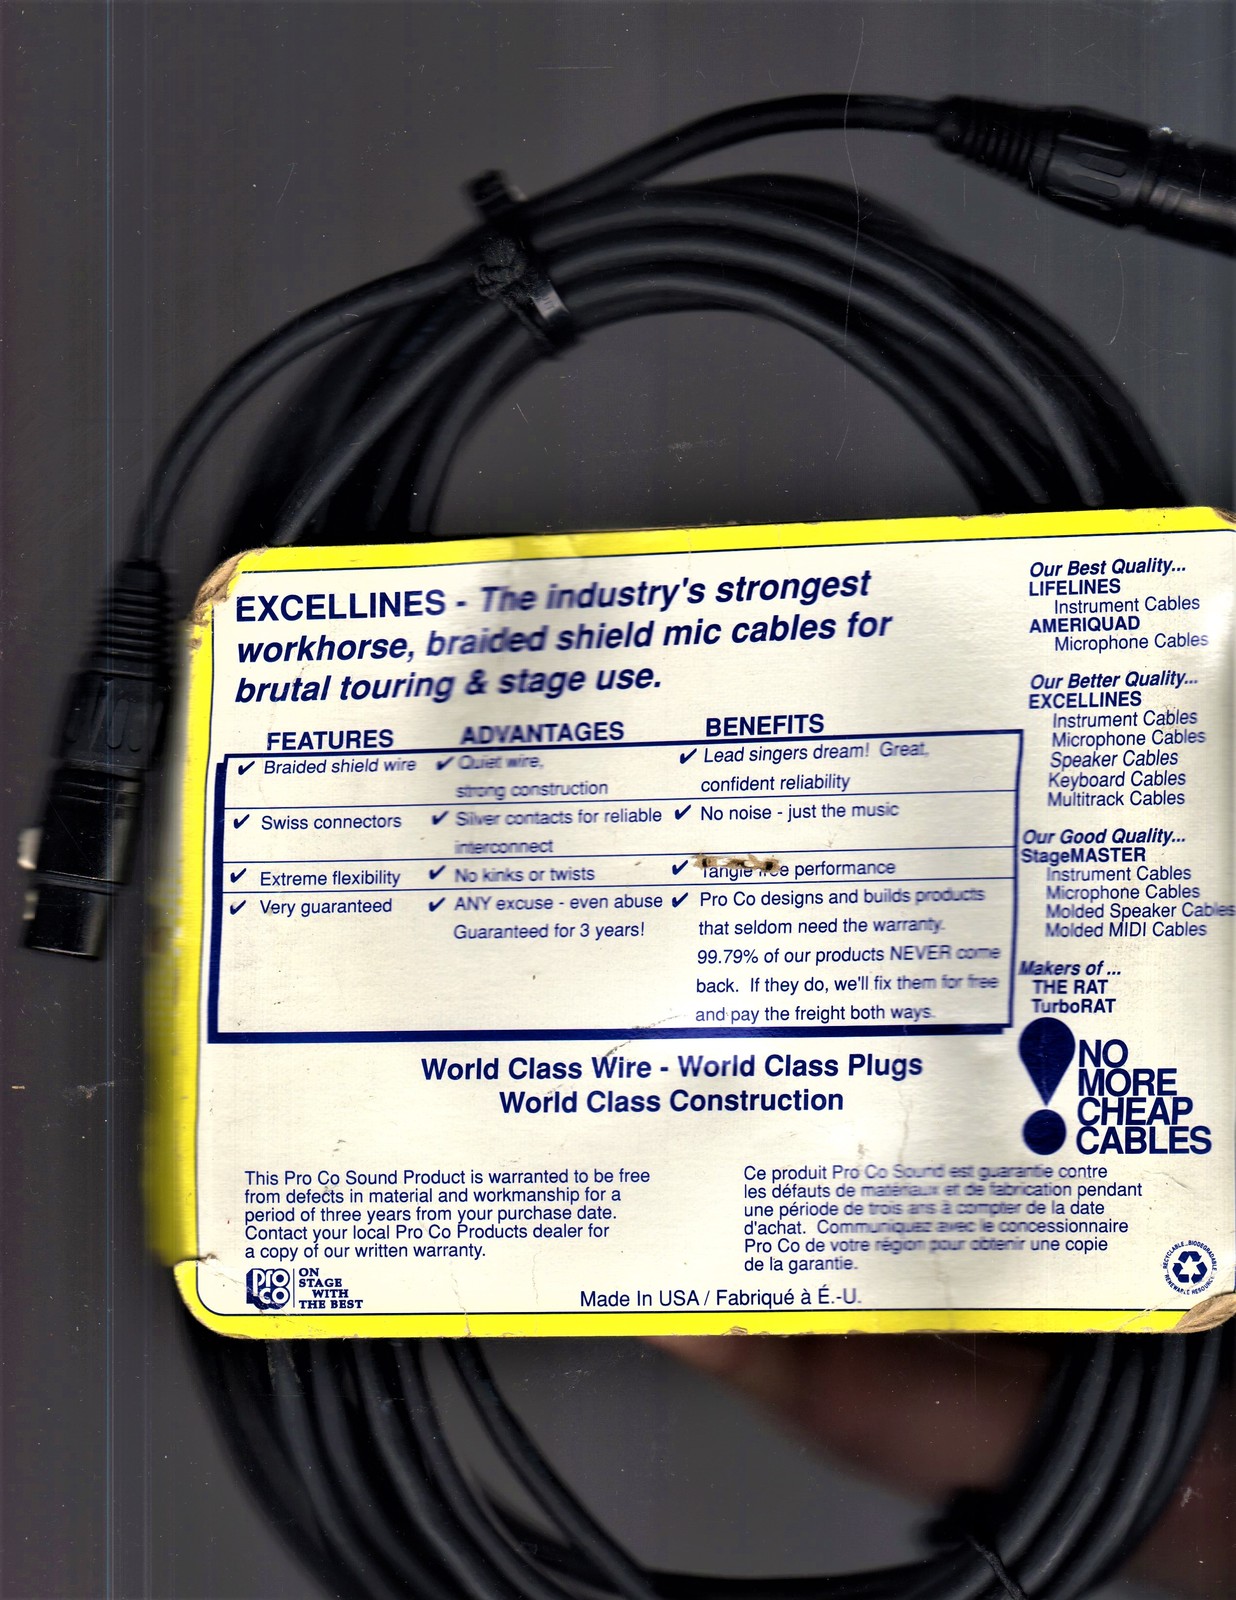 EXCELLINES - The industry's strongest
workhorse, braided shield mic cables for
brutal touring & stage use.
FEATURES ADVANTAGES BENEFITS
✔ Braided shield wire ✔ Quiet wire, ✔ Lead singers dream! Great,
strong construction confident reliability
✔ Swiss connectors ✔ Silver contacts for reliable ✔ No noise - just the music
interconnect
✔ Extreme flexibility ✔ No kinks or twists ✔ Tangle free performance
✔ Very guaranteed ✔ ANY excuse - even abuse ✔ Pro Co designs and builds products
Guaranteed for 3 years! that seldom need the warranty.
99.79% of our products NEVER come
back. If they do, we'll fix them for free
and pay the freight both ways.
World Class Wire - World Class Plugs
World Class Construction
This Pro Co Sound Product is warranted to be free
from defects in material and workmanship for a
period of three years from your purchase date.
Contact your local Pro Co Products dealer for
a copy of our written warranty.
Ce produit Pro Co Sound est guarantie contre
les défauts de matériaux et de fabrication pendant
une période de trois ans à compter de la date
d'achat. Communiquez avec le concessionnaire
Pro Co de votre région pour obtenir une copie
de la garantie.
PRO CO
ON
STAGE
WITH
THE BEST
Made In USA / Fabriqué à É.-U.
Our Best Quality...
LIFELINES
Instrument Cables
AMERIQUAD
Microphone Cables
Our Better Quality...
EXCELLINES
Instrument Cables
Microphone Cables
Speaker Cables
Keyboard Cables
Multitrack Cables
Our Good Quality...
StageMASTER
Instrument Cables
Microphone Cables
Molded Speaker Cables
Molded MIDI Cables
Makers of ...
THE RAT
TurboRAT
NO
MORE
CHEAP
CABLES
RECYCLABLE BIODEGRADABLE
RENEWABLE RESOURCE